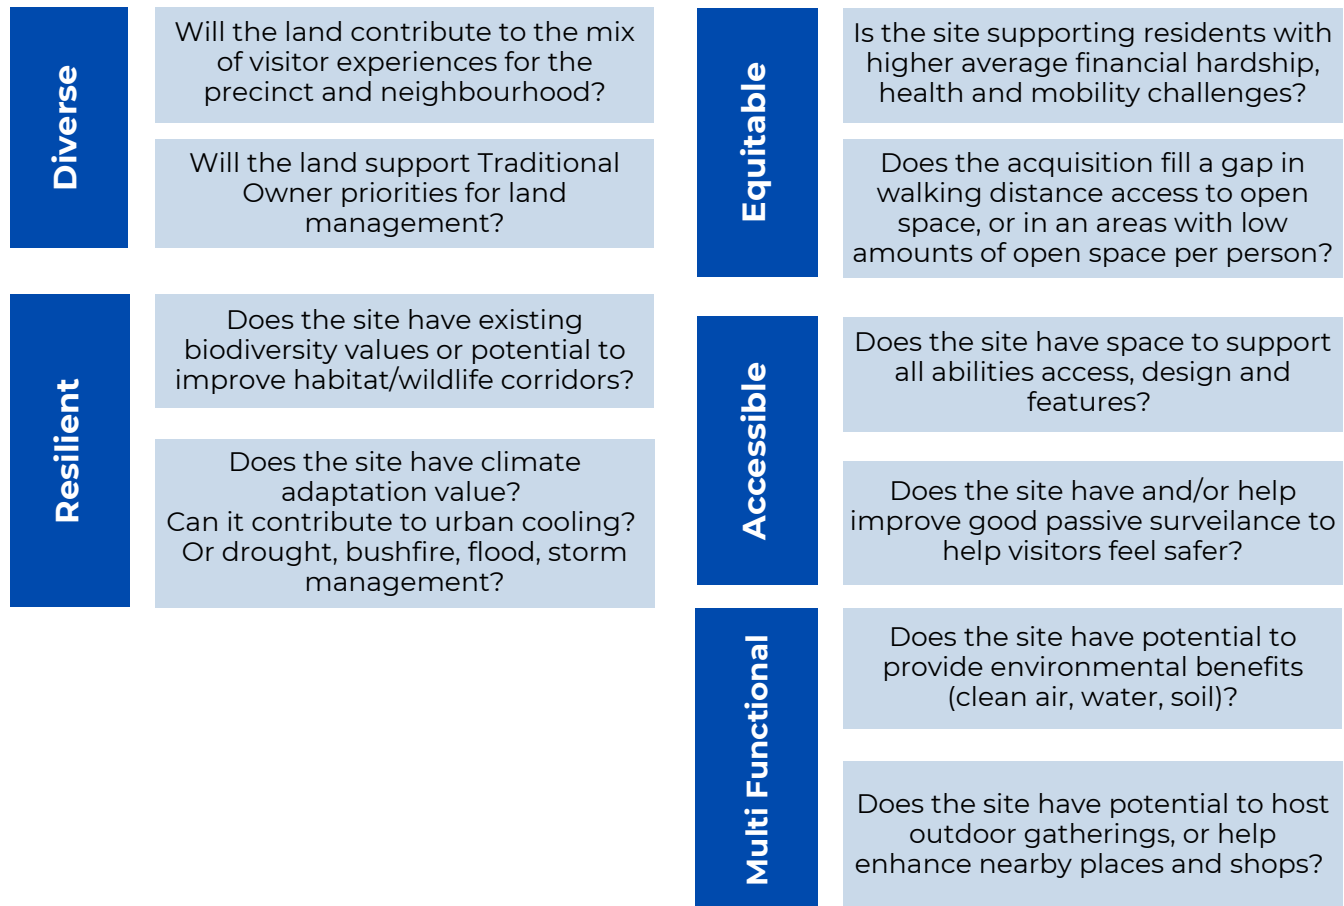 Diverse
Will the land contribute to the mix
of visitor experiences for the
precinct and neighbourhood?
Will the land support Traditional
Owner priorities for land
management?
Resilient
Does the site have existing
biodiversity values or potential to
improve habitat/wildlife corridors?
Does the site have climate
adaptation value?
Can it contribute to urban cooling?
Or drought, bushfire, flood, storm
management?
Equitable
Is the site supporting residents with
higher average financial hardship,
health and mobility challenges?
Does the acquisition fill a gap in
walking distance access to open
space, or in an areas with low
amounts of open space per person?
Accessible
Does the site have space to support
all abilities access, design and
features?
Does the site have and/or help
improve good passive surveilance to
help visitors feel safer?
Multi Functional
Does the site have potential to
provide environmental benefits
(clean air, water, soil)?
Does the site have potential to host
outdoor gatherings, or help
enhance nearby places and shops?